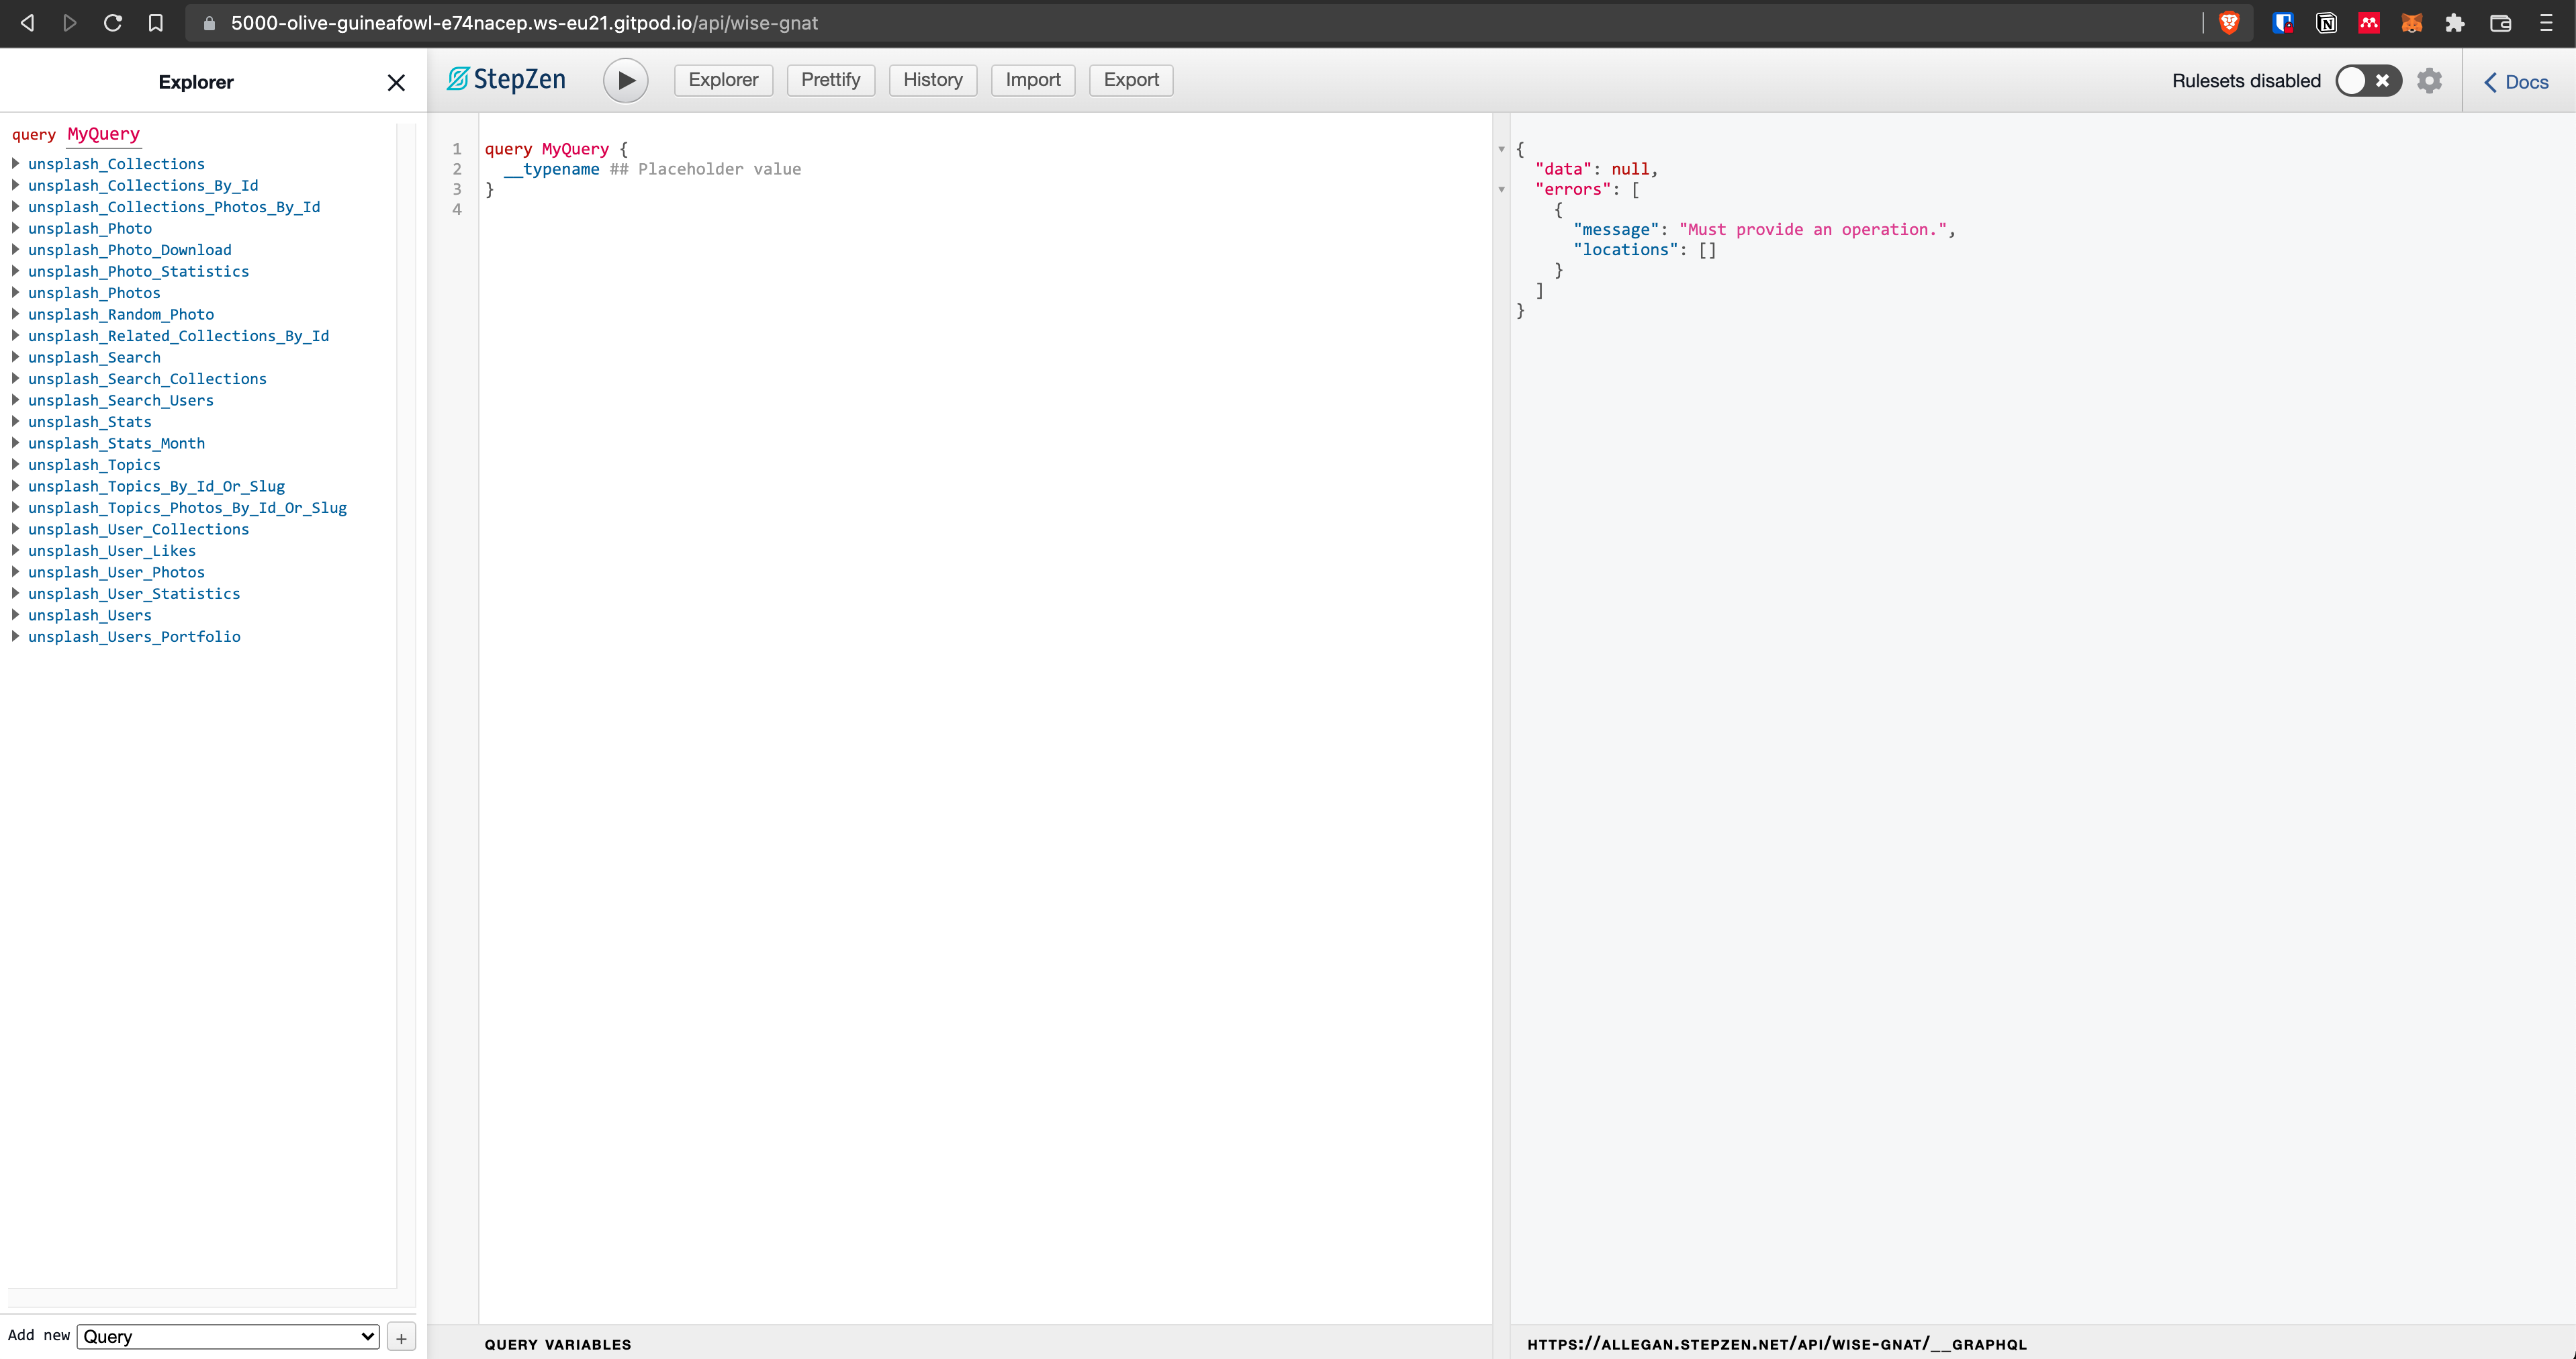 5000-olive-guineafowl-e74nacep.ws-eu21.gitpod.io/api/wise-gnat
Explorer
StepZen
Explorer
Prettify
History
Import
Export
Rulesets disabled
Docs
query MyQuery
unsplash_Collections
unsplash_Collections_By_Id
unsplash_Collections_Photos_By_Id
unsplash_Photo
unsplash_Photo_Download
unsplash_Photo_Statistics
unsplash_Photos
unsplash_Random_Photo
unsplash_Related_Collections_By_Id
unsplash_Search
unsplash_Search_Collections
unsplash_Search_Users
unsplash_Stats
unsplash_Stats_Month
unsplash_Topics
unsplash_Topics_By_Id_Or_Slug
unsplash_Topics_Photos_By_Id_Or_Slug
unsplash_User_Collections
unsplash_User_Likes
unsplash_User_Photos
unsplash_User_Statistics
unsplash_Users
unsplash_Users_Portfolio
Add new Query +
1 query MyQuery {
2 __typename ## Placeholder value
3 }
4
QUERY VARIABLES
{
"data": null,
"errors": [
{
"message": "Must provide an operation.",
"locations": []
}
]
}
HTTPS://ALLEGAN.STEPZEN.NET/API/WISE-GNAT/__GRAPHQL